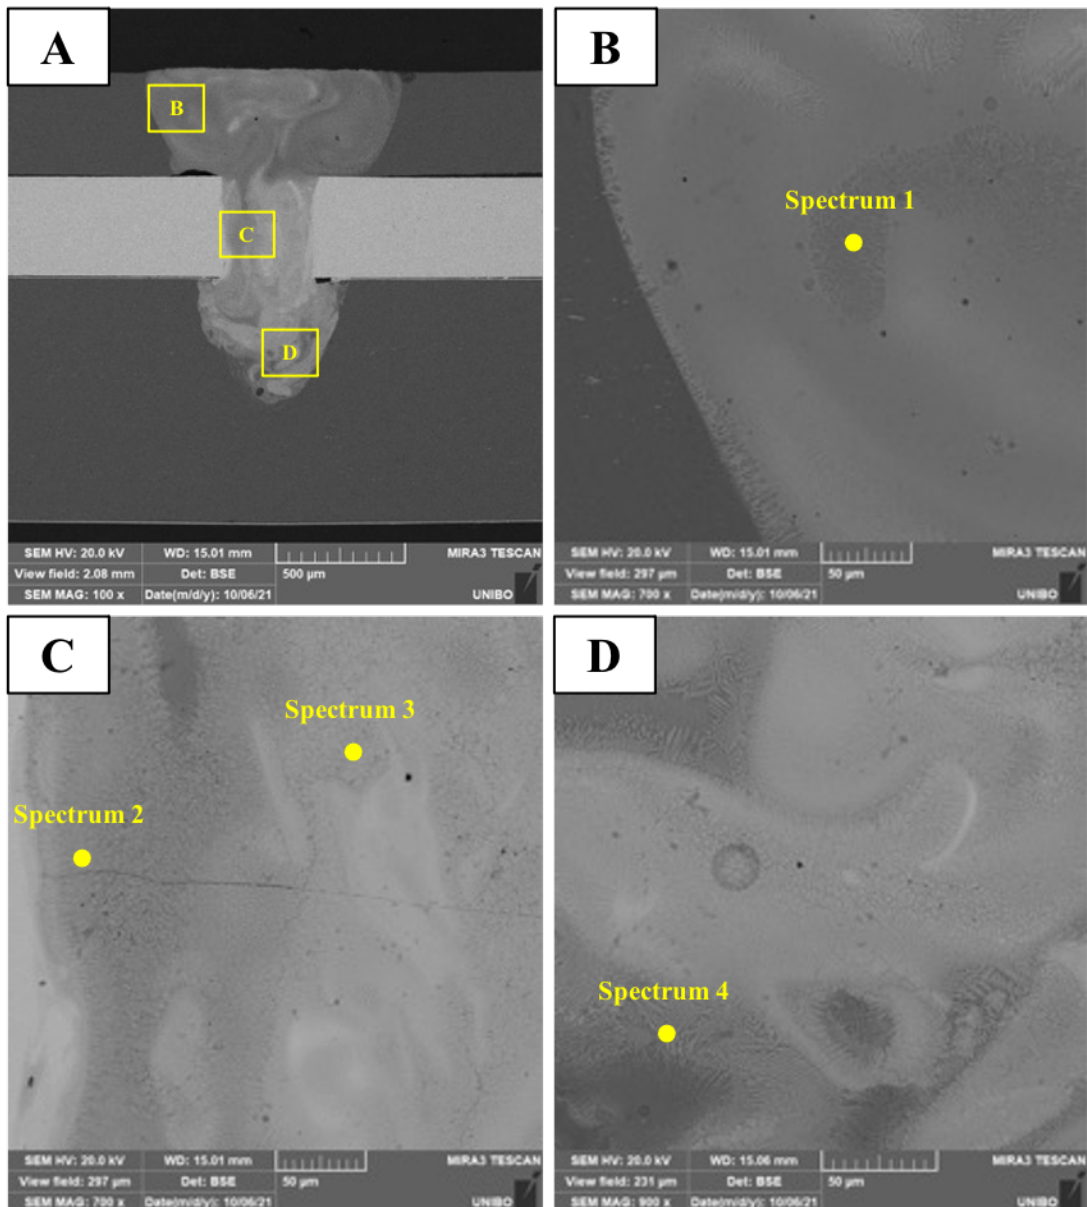 A
B
B
C
D
Spectrum 1
SEM HV: 20.0 kV WD: 15.01 mm MIRA3 TESCAN
View field: 2.08 mm Det: BSE 500 µm
SEM MAG: 100 x Date(m/d/y): 10/06/21 UNIBO
SEM HV: 20.0 kV WD: 15.01 mm MIRA3 TESCAN
View field: 297 µm Det: BSE 50 µm
SEM MAG: 700 x Date(m/d/y): 10/06/21 UNIBO
C
D
Spectrum 3
Spectrum 2
Spectrum 4
SEM HV: 20.0 kV WD: 15.01 mm MIRA3 TESCAN
View field: 297 µm Det: BSE 50 µm
SEM MAG: 700 x Date(m/d/y): 10/06/21 UNIBO
SEM HV: 20.0 kV WD: 15.06 mm MIRA3 TESCAN
View field: 231 µm Det: BSE 50 µm
SEM MAG: 900 x Date(m/d/y): 10/06/21 UNIBO